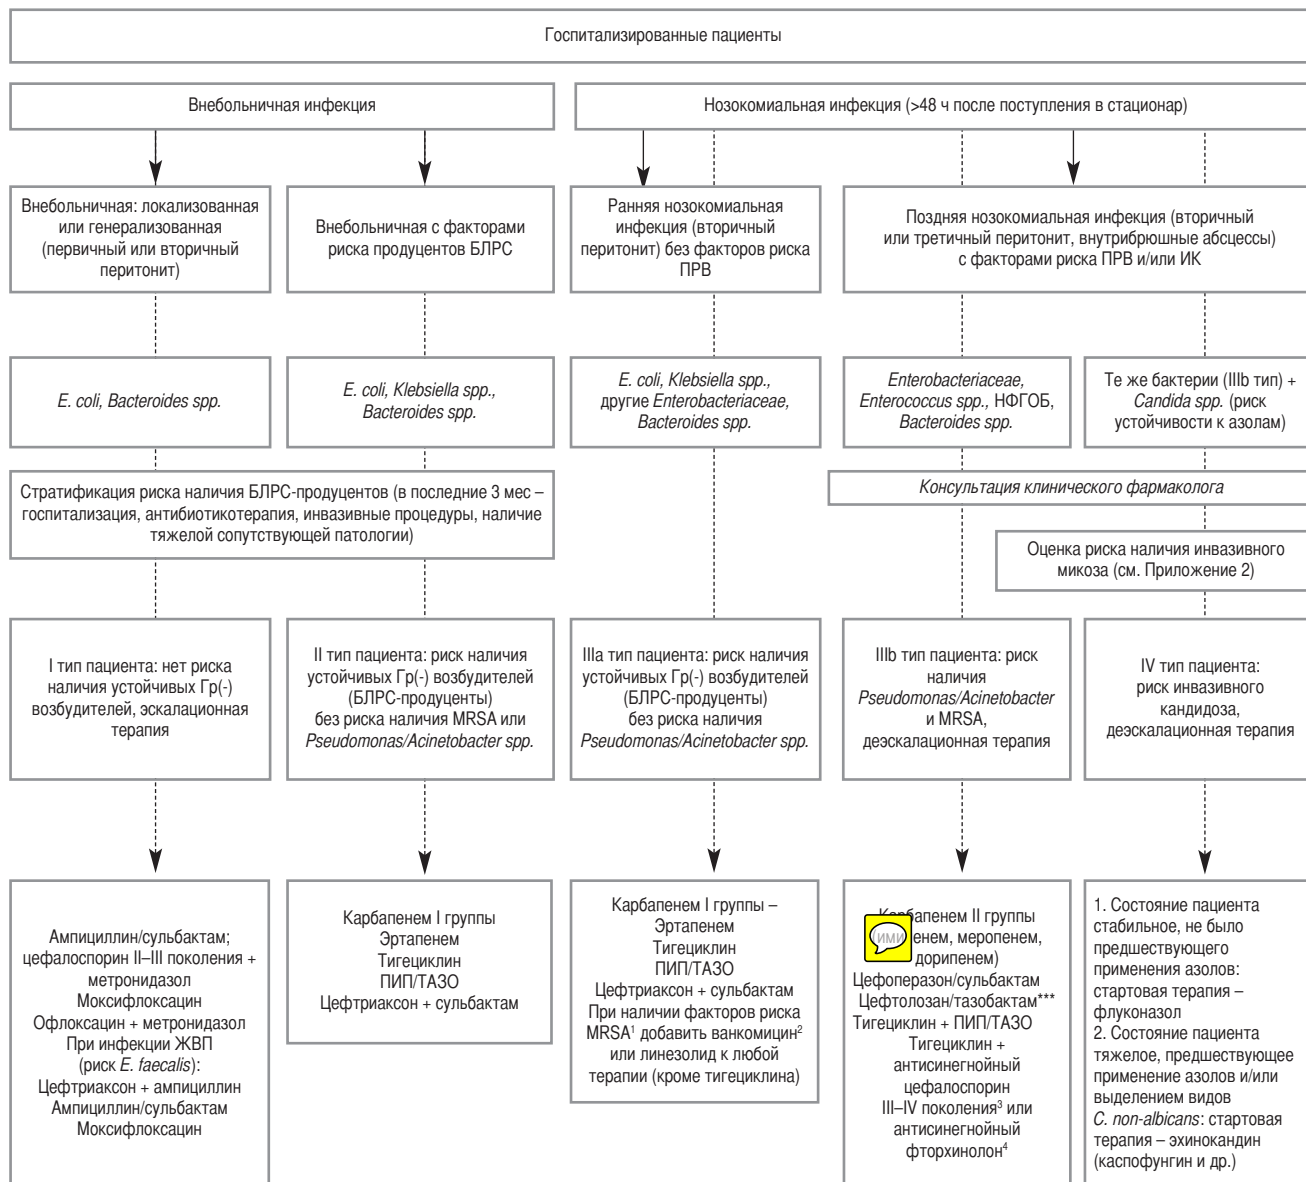 Госпитализированные пациенты
Внебольничная инфекция
Нозокомиальная инфекция (>48 ч после поступления в стационар)
Внебольничная: локализованная
или генерализованная
(первичный или вторичный
перитонит)
Внебольничная с факторами
риска продуцентов БЛРС
Ранняя нозокомиальная
инфекция (вторичный
перитонит) без факторов риска
ПРВ
Поздняя нозокомиальная инфекция (вторичный
или третичный перитонит, внутрибрюшные абсцессы)
с факторами риска ПРВ и/или ИК
E. coli, Bacteroides spp.
E. coli, Klebsiella spp.,
Bacteroides spp.
E. coli, Klebsiella spp.,
другие Enterobacteriaceae,
Bacteroides spp.
Enterobacteriaceae,
Enterococcus spp., НФГОБ,
Bacteroides spp.
Те же бактерии (IIIb тип) +
Candida spp. (риск
устойчивости к азолам)
Стратификация риска наличия БЛРС-продуцентов (в последние 3 мес –
госпитализация, антибиотикотерапия, инвазивные процедуры, наличие
тяжелой сопутствующей патологии)
Консультация клинического фармаколога
Оценка риска наличия инвазивного
микоза (см. Приложение 2)
I тип пациента: нет риска
наличия устойчивых Гр(-)
возбудителей, эскалационная
терапия
II тип пациента: риск наличия
устойчивых Гр(-) возбудителей
(БЛРС-продуценты)
без риска наличия MRSA или
Pseudomonas/Acinetobacter spp.
IIIa тип пациента: риск наличия
устойчивых Гр(-) возбудителей
(БЛРС-продуценты)
без риска наличия
Pseudomonas/Acinetobacter spp.
IIIb тип пациента: риск
наличия
Pseudomonas/Acinetobacter
и MRSA,
деэскалационная терапия
IV тип пациента:
риск инвазивного
кандидоза,
деэскалационная терапия
Ампициллин/сульбактам;
цефалоспорин II–III поколения +
метронидазол
Моксифлоксацин
Офлоксацин + метронидазол
При инфекции ЖВП
(риск E. faecalis):
Цефтриаксон + ампициллин
Ампициллин/сульбактам
Моксифлоксацин
Карбапенем I группы
Эртапенем
Тигециклин
ПИП/ТАЗО
Цефтриаксон + сульбактам
Карбапенем I группы –
Эртапенем
Тигециклин
ПИП/ТАЗО
Цефтриаксон + сульбактам
При наличии факторов риска
MRSA¹ добавить ванкомицин²
или линезолид к любой
терапии (кроме тигециклина)
Карбапенем II группы
(имипенем, меропенем,
дорипенем)
Цефоперазон/сульбактам
Цефтолозан/тазобактам***
Тигециклин + ПИП/ТАЗО
Тигециклин +
антисинегнойный
цефалоспорин
III–IV поколения³ или
антисинегнойный
фторхинолон⁴
1. Состояние пациента
стабильное, не было
предшествующего
применения азолов:
стартовая терапия –
флуконазол
2. Состояние пациента
тяжелое, предшествующее
применение азолов и/или
выделением видов
C. non-albicans: стартовая
терапия – эхинокандин
(каспофунгин и др.)